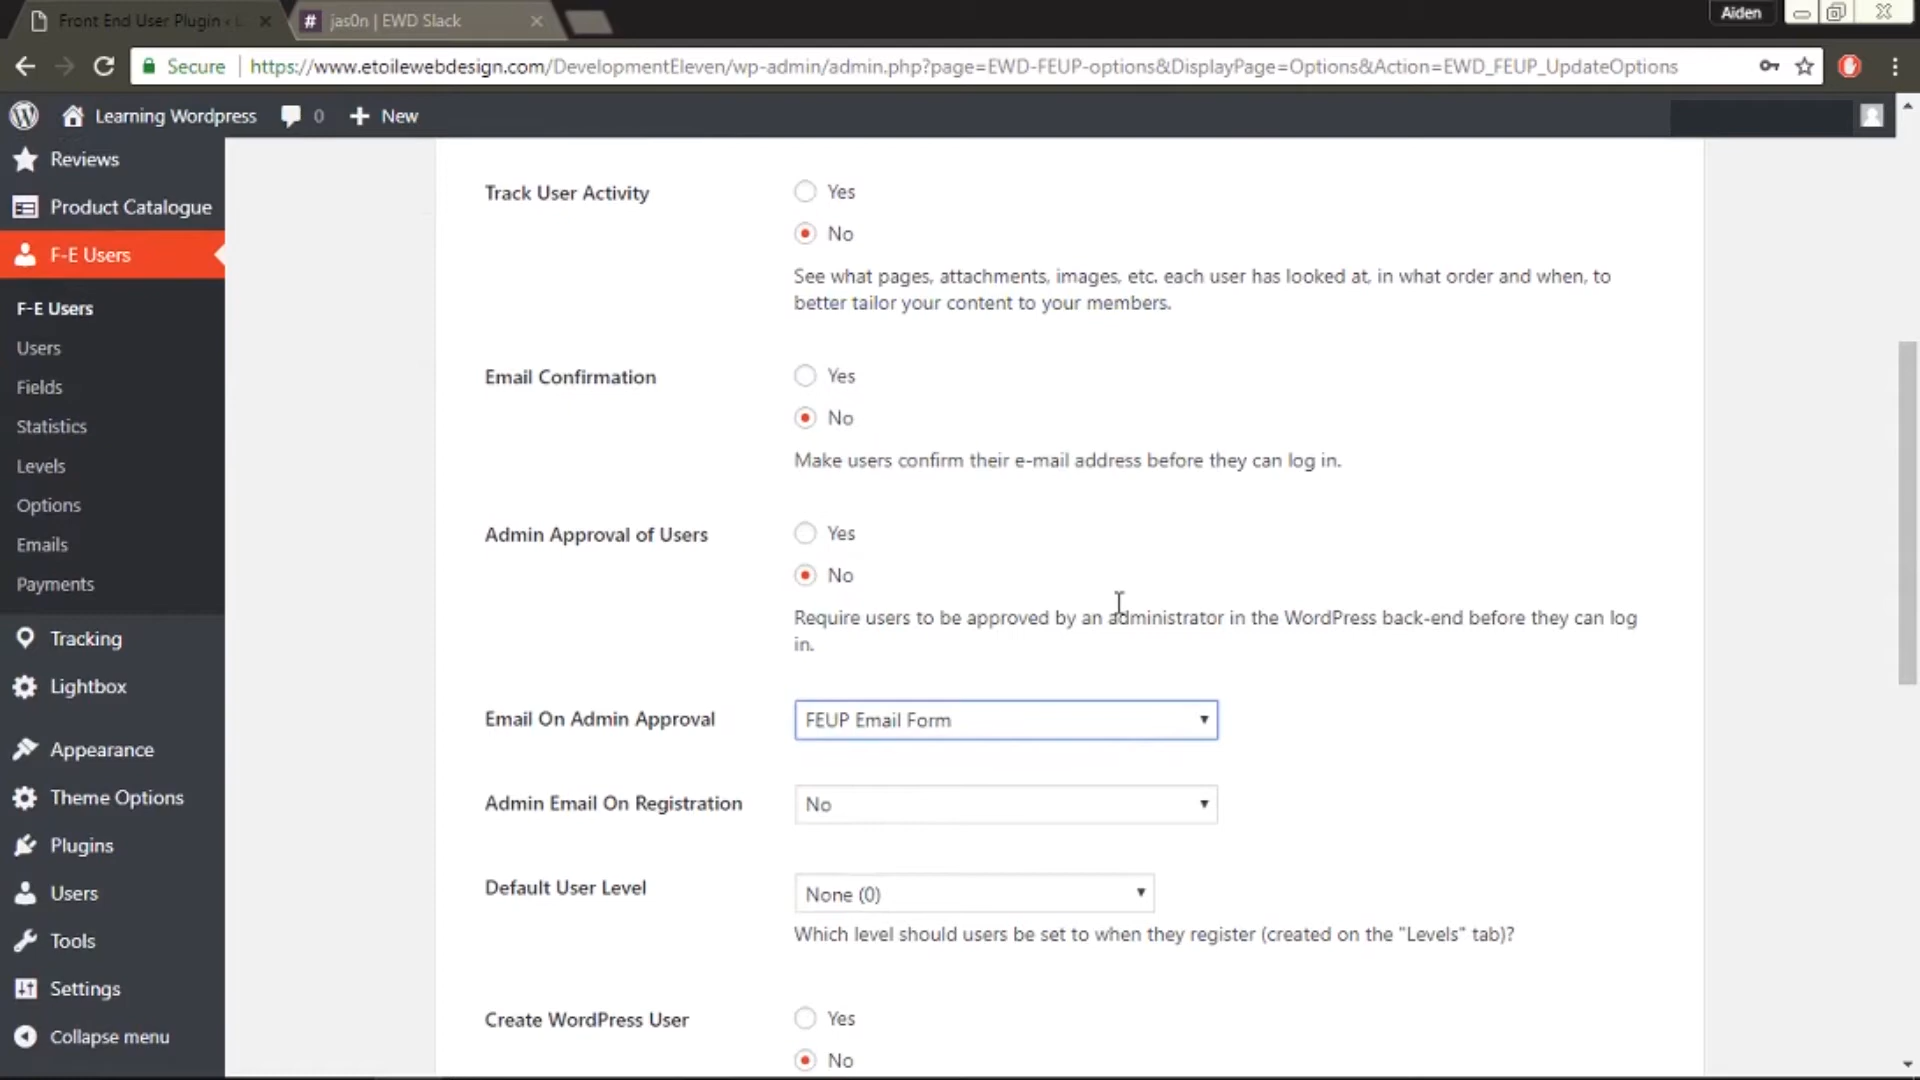 Front End User Plugin ‹ L
# jas0n | EWD Slack
Aiden
Secure | https://www.etoilewebdesign.com/DevelopmentEleven/wp-admin/admin.php?page=EWD-FEUP-options&DisplayPage=Options&Action=EWD_FEUP_UpdateOptions
Learning Wordpress 0 + New
Reviews
Product Catalogue
F-E Users
F-E Users
Users
Fields
Statistics
Levels
Options
Emails
Payments
Tracking
Lightbox
Appearance
Theme Options
Plugins
Users
Tools
Settings
Collapse menu
Track User Activity
Yes
No
See what pages, attachments, images, etc. each user has looked at, in what order and when, to
better tailor your content to your members.
Email Confirmation
Yes
No
Make users confirm their e-mail address before they can log in.
Admin Approval of Users
Yes
No
Require users to be approved by an administrator in the WordPress back-end before they can log
in.
Email On Admin Approval
FEUP Email Form
Admin Email On Registration
No
Default User Level
None (0)
Which level should users be set to when they register (created on the "Levels" tab)?
Create WordPress User
Yes
No